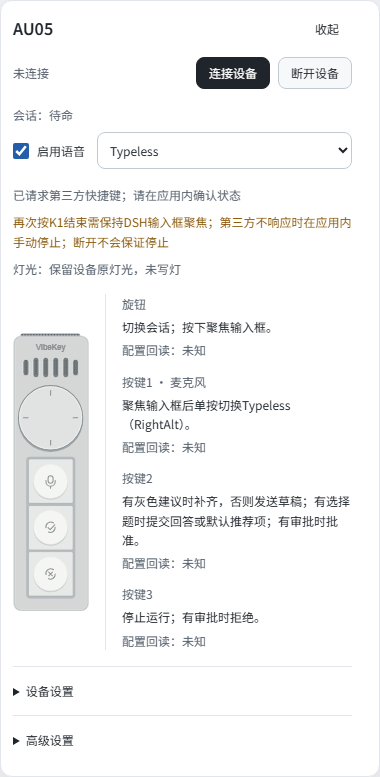 AU05
收起
未连接
连接设备
断开设备
会话：待命
启用语音
Typeless
已请求第三方快捷键；请在应用内确认状态
再次按K1结束需保持DSH输入框聚焦；第三方不响应时在应用内
手动停止；断开不会保证停止
灯光：保留设备原灯光，未写灯
VibeKey
旋钮
切换会话；按下聚焦输入框。
配置回读：未知
按键1 · 麦克风
聚焦输入框后单按切换Typeless
（RightAlt）。
配置回读：未知
按键2
有灰色建议时补齐，否则发送草稿；有选择
题时提交回答或默认推荐项；有审批时批
准。
配置回读：未知
按键3
停止运行；有审批时拒绝。
配置回读：未知
设备设置
高级设置